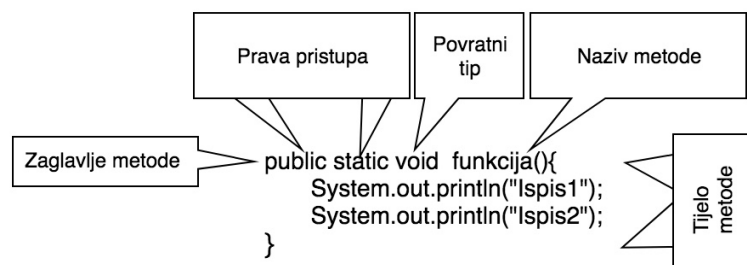 Prava pristupa
Povratni
tip
Naziv metode
Zaglavlje metode
public static void funkcija(){
System.out.println("Ispis1");
System.out.println("Ispis2");
}
Tijelo
metode